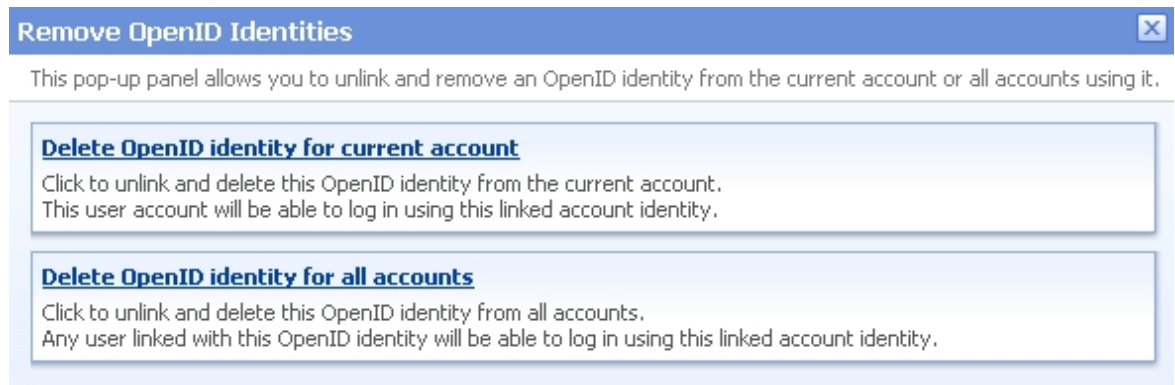 Remove OpenID Identities
This pop-up panel allows you to unlink and remove an OpenID identity from the current account or all accounts using it.
Delete OpenID identity for current account
Click to unlink and delete this OpenID identity from the current account.
This user account will be able to log in using this linked account identity.
Delete OpenID identity for all accounts
Click to unlink and delete this OpenID identity from all accounts.
Any user linked with this OpenID identity will be able to log in using this linked account identity.